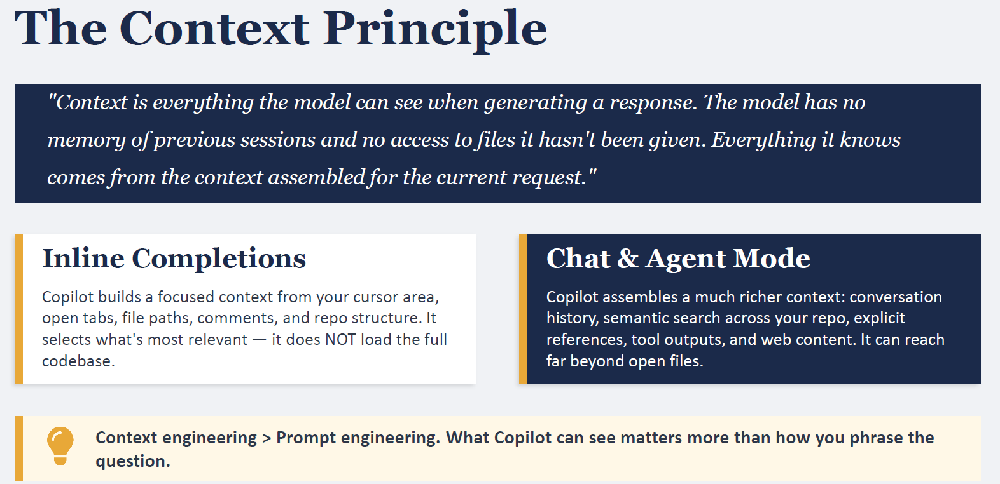 The Context Principle
"Context is everything the model can see when generating a response. The model has no
memory of previous sessions and no access to files it hasn't been given. Everything it knows
comes from the context assembled for the current request."
Inline Completions
Copilot builds a focused context from your cursor area,
open tabs, file paths, comments, and repo structure. It
selects what's most relevant — it does NOT load the full
codebase.
Chat & Agent Mode
Copilot assembles a much richer context: conversation
history, semantic search across your repo, explicit
references, tool outputs, and web content. It can reach
far beyond open files.
Context engineering > Prompt engineering. What Copilot can see matters more than how you phrase the
question.